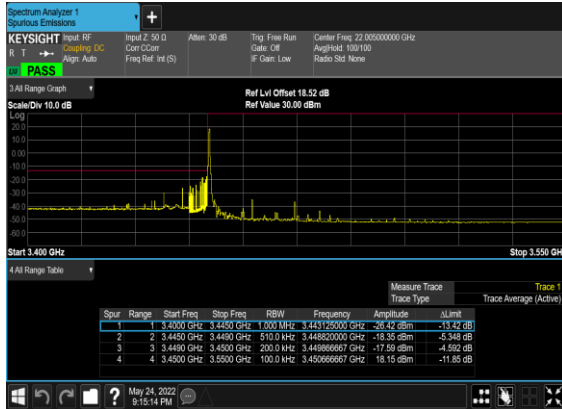 Spectrum Analyzer 1
Spurious Emissions
+
KEYSIGHT Input: RF Input Z: 50 Ω Atten: 30 dB Trig: Free Run Center Freq: 22.005000000 GHz
R T Coupling: DC Corr CCorr Gate: Off Avg|Hold: 100/100
Align: Auto Freq Ref: Int (S) IF Gain: Low Radio Std: None
LXI PASS
3 All Range Graph
Ref Lvl Offset 18.52 dB
Scale/Div 10.0 dB Ref Value 30.00 dBm
Log
20.0
10.0
0.00
-10.0
-20.0
-30.0
-40.0
-50.0
-60.0
Start 3.400 GHz Stop 3.550 GH
4 All Range Table
Measure Trace Trace 1
Trace Type Trace Average (Active)
Spur Range Start Freq Stop Freq RBW Frequency Amplitude ΔLimit
1 1 3.4000 GHz 3.4450 GHz 1.000 MHz 3.443125000 GHz -26.42 dBm -13.42 dB
2 2 3.4450 GHz 3.4490 GHz 510.0 kHz 3.448820000 GHz -18.35 dBm -5.348 dB
3 3 3.4490 GHz 3.4500 GHz 200.0 kHz 3.449866667 GHz -17.59 dBm -4.592 dB
4 4 3.4500 GHz 3.5500 GHz 100.0 kHz 3.450666667 GHz 18.15 dBm -11.85 dB
? May 24, 2022
9:15:14 PM